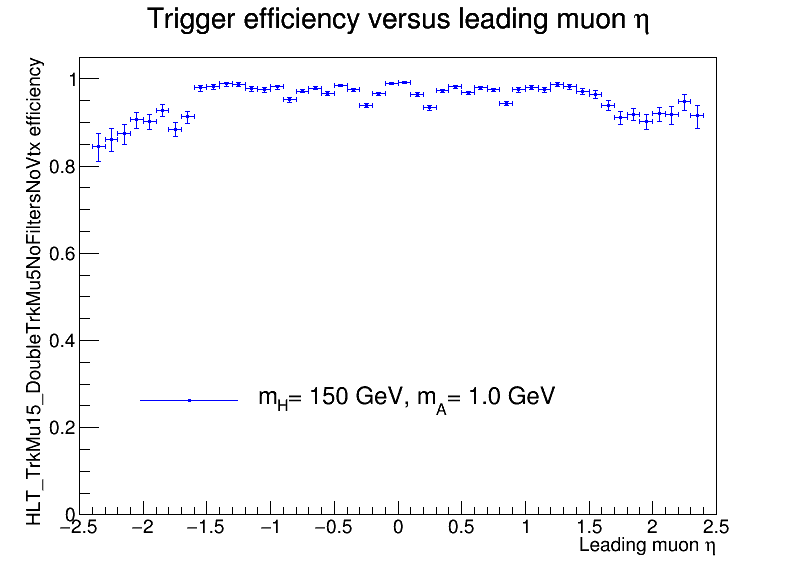 Trigger efficiency versus leading muon η
HLT_TrkMu15_DoubleTrkMu5NoFiltersNoVtx efficiency
1
0.8
0.6
0.4
0.2
0
m_H= 150 GeV, m_A= 1.0 GeV
−2.5 −2 −1.5 −1 −0.5 0 0.5 1 1.5 2 2.5
Leading muon η